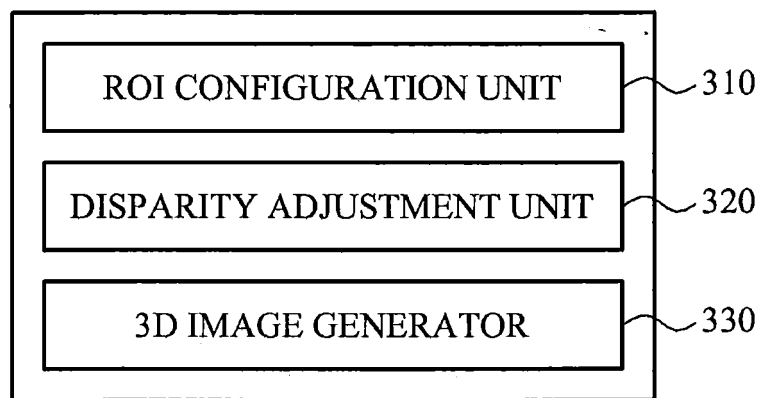 ROI CONFIGURATION UNIT 310
DISPARITY ADJUSTMENT UNIT 320
3D IMAGE GENERATOR 330